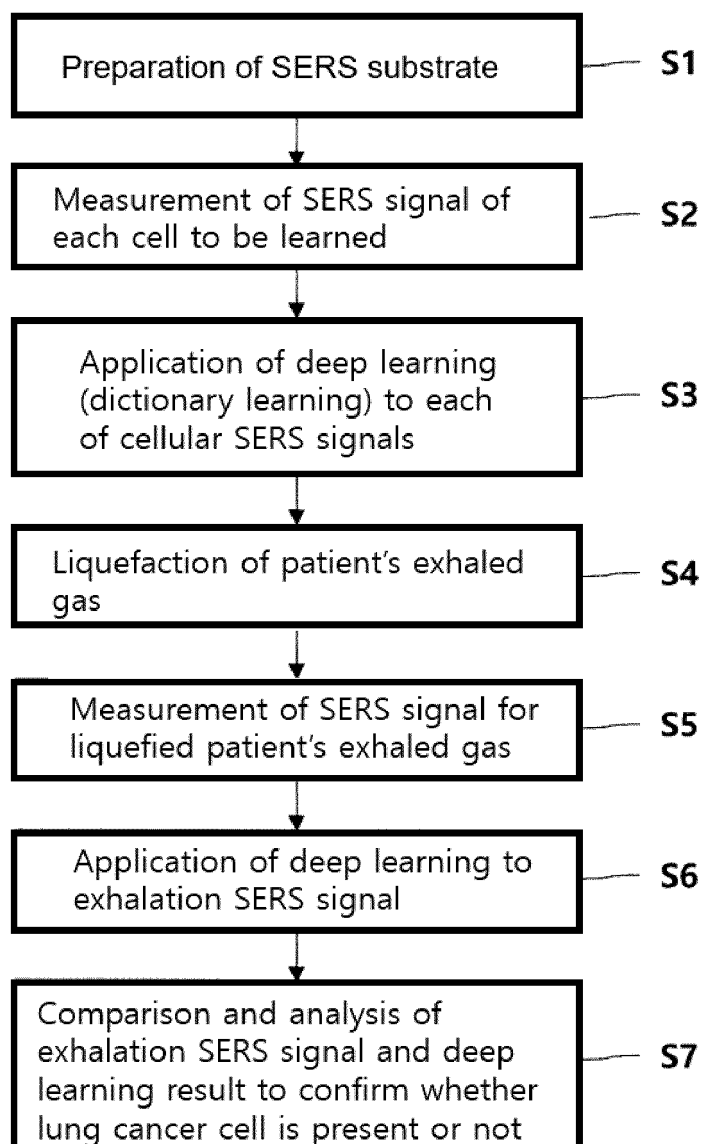 Preparation of SERS substrate
S1
Measurement of SERS signal of
each cell to be learned
S2
Application of deep learning
(dictionary learning) to each
of cellular SERS signals
S3
Liquefaction of patient's exhaled
gas
S4
Measurement of SERS signal for
liquefied patient's exhaled gas
S5
Application of deep learning to
exhalation SERS signal
S6
Comparison and analysis of
exhalation SERS signal and deep
learning result to confirm whether
lung cancer cell is present or not
S7